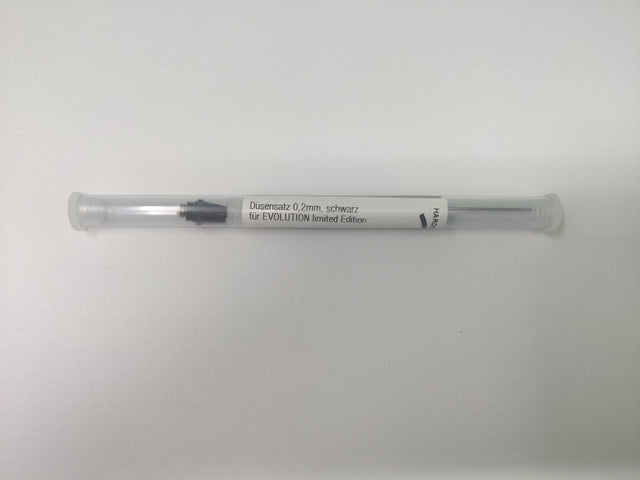 Düsensatz 0,2mm, schwarz
für EVOLUTION limited Edition